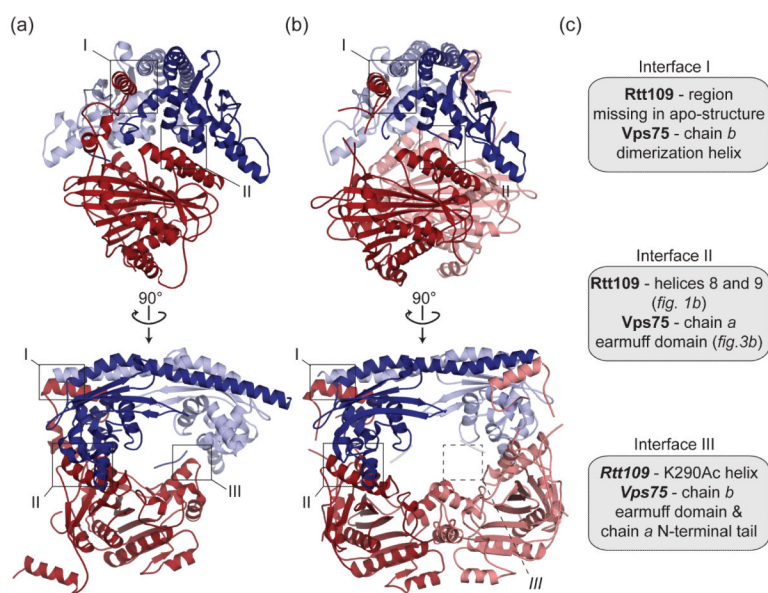 (a)
(b)
(c)
I
II
90°
I
II
III
I
II
90°
I
II
III
Interface I
Rtt109 - region
missing in apo-structure
Vps75 - chain b
dimerization helix
Interface II
Rtt109 - helices 8 and 9
(fig. 1b)
Vps75 - chain a
earmuff domain (fig.3b)
Interface III
Rtt109 - K290Ac helix
Vps75 - chain b
earmuff domain &
chain a N-terminal tail